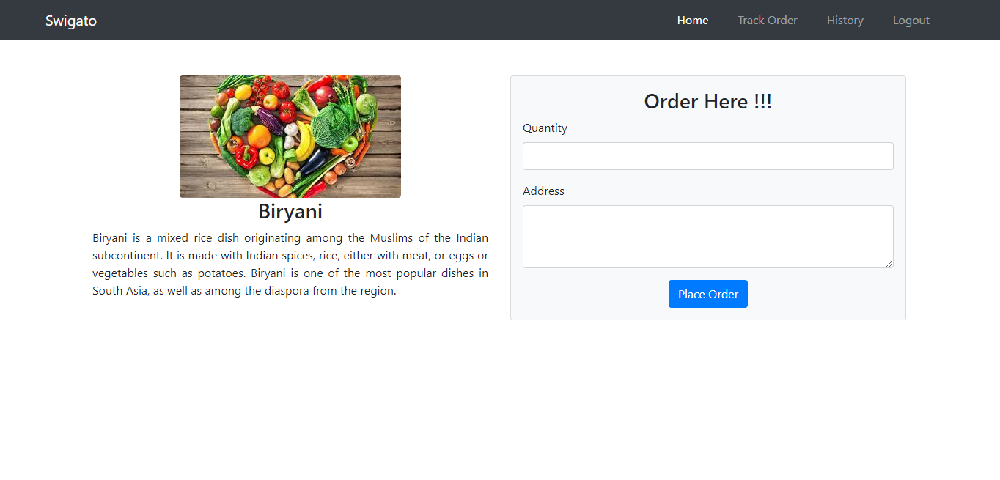 Swigato
Home Track Order History Logout
Biryani
Biryani is a mixed rice dish originating among the Muslims of the Indian
subcontinent. It is made with Indian spices, rice, either with meat, or eggs or
vegetables such as potatoes. Biryani is one of the most popular dishes in
South Asia, as well as among the diaspora from the region.
Order Here !!!
Quantity
Address
Place Order